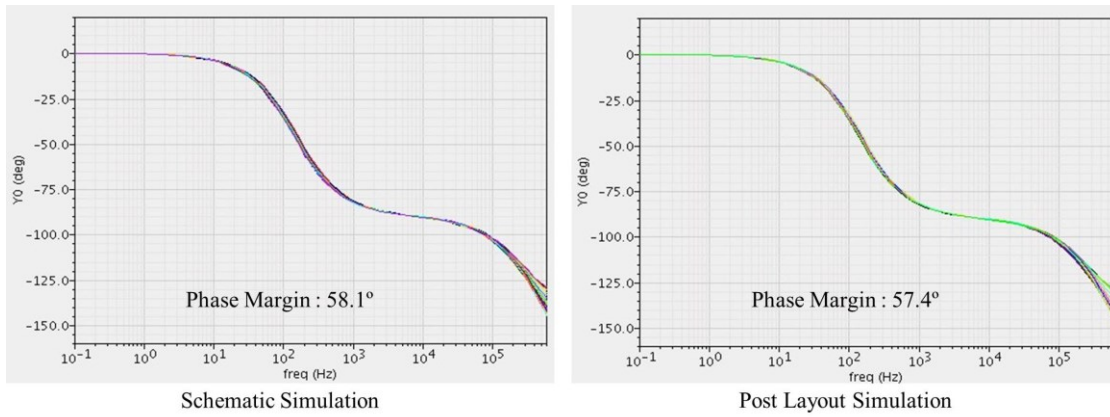 0
−25.0
−50.0
−75.0
−100.0
−125.0
−150.0
Y0 (deg)
Phase Margin : 58.1º
10⁻¹ 10⁰ 10¹ 10² 10³ 10⁴ 10⁵
freq (Hz)
Schematic Simulation
0
−25.0
−50.0
−75.0
−100.0
−125.0
−150.0
Y0 (deg)
Phase Margin : 57.4º
10⁻¹ 10⁰ 10¹ 10² 10³ 10⁴ 10⁵
freq (Hz)
Post Layout Simulation